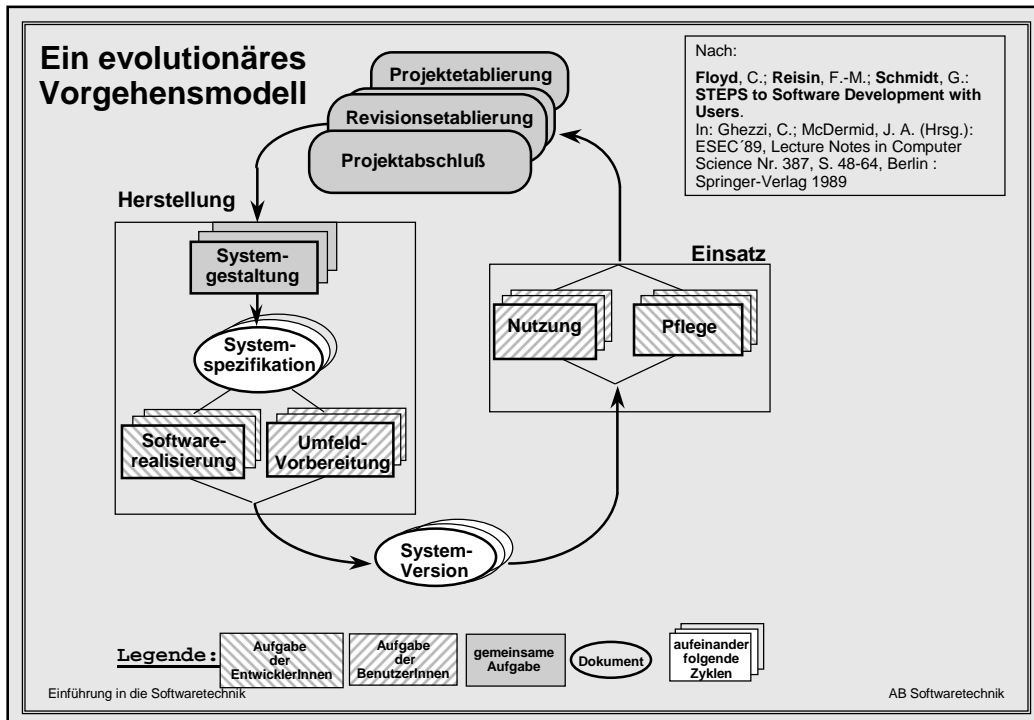 Ein evolutionäres
Vorgehensmodell
Projektetablierung
Revisionsetablierung
Projektabschluß
Nach:
Floyd, C.; Reisin, F.-M.; Schmidt, G.:
STEPS to Software Development with
Users.
In: Ghezzi, C.; McDermid, J. A. (Hrsg.):
ESEC´89, Lecture Notes in Computer
Science Nr. 387, S. 48-64, Berlin :
Springer-Verlag 1989
Herstellung
System-
gestaltung
System-
spezifikation
Software-
realisierung
Umfeld-
Vorbereitung
System-
Version
Einsatz
Nutzung
Pflege
Legende:
Aufgabe
der
EntwicklerInnen
Aufgabe
der
BenutzerInnen
gemeinsame
Aufgabe
Dokument
aufeinander
folgende
Zyklen
Einführung in die Softwaretechnik
AB Softwaretechnik